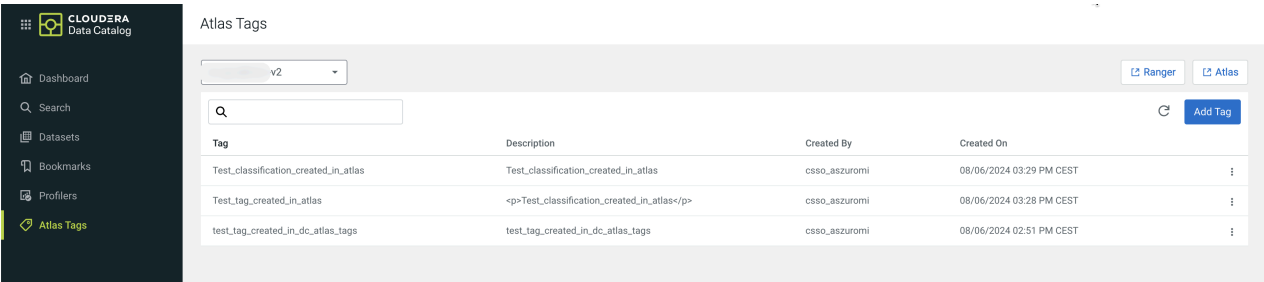 CLOUDERA
Data Catalog
Dashboard
Search
Datasets
Bookmarks
Profilers
Atlas Tags
Atlas Tags
v2
Ranger
Atlas
Add Tag
Tag Description Created By Created On
Test_classification_created_in_atlas Test_classification_created_in_atlas csso_aszuromi 08/06/2024 03:29 PM CEST
Test_tag_created_in_atlas <p>Test_classification_created_in_atlas</p> csso_aszuromi 08/06/2024 03:28 PM CEST
test_tag_created_in_dc_atlas_tags test_tag_created_in_dc_atlas_tags csso_aszuromi 08/06/2024 02:51 PM CEST